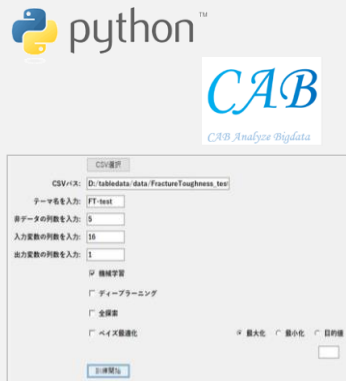 python™
CAB
CAB Analyze Bigdata
CSV選択
CSVパス: D:/tabledata/data/FractureToughness_tes
テーマ名を入力: FT-test
非データの列数を入力: 5
入力変数の列数を入力: 16
出力変数の列数を入力: 1
機械学習
ディープラーニング
全探索
ベイズ最適化 最大化 最小化 目的値
訓練開始